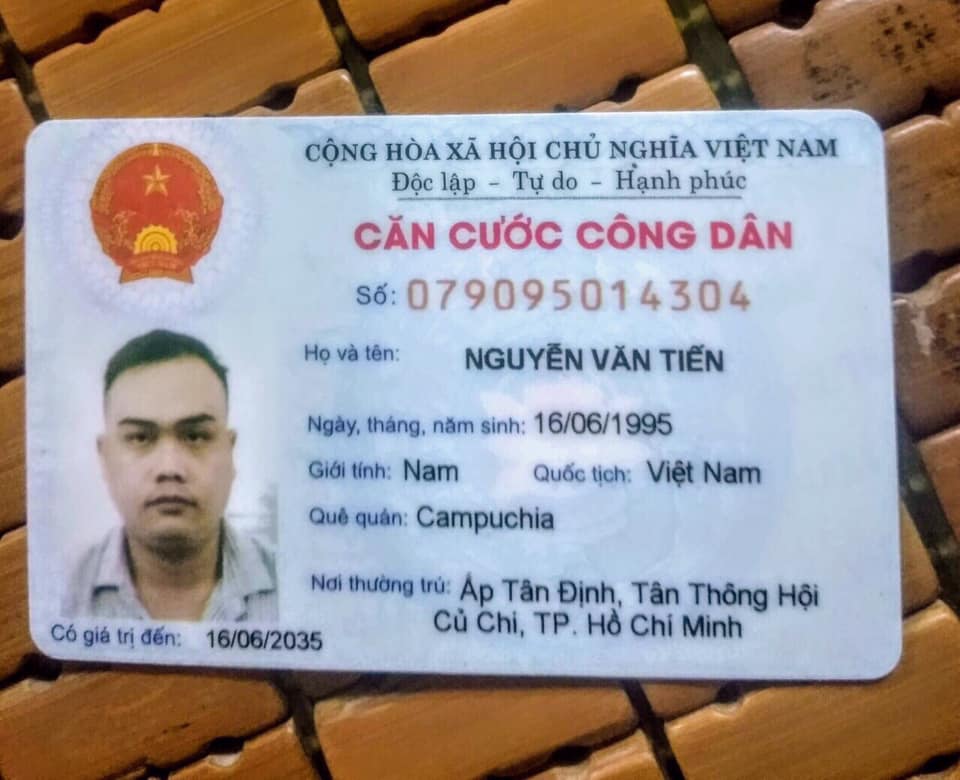 CỘNG HÒA XÃ HỘI CHỦ NGHĨA VIỆT NAM
Độc lập - Tự do - Hạnh phúc
CĂN CƯỚC CÔNG DÂN
Số: 079095014304
Họ và tên: NGUYỄN VĂN TIẾN
Ngày, tháng, năm sinh: 16/06/1995
Giới tính: Nam Quốc tịch: Việt Nam
Quê quán: Campuchia
Nơi thường trú: Ấp Tân Định, Tân Thông Hội
Củ Chi, TP. Hồ Chí Minh
Có giá trị đến: 16/06/2035